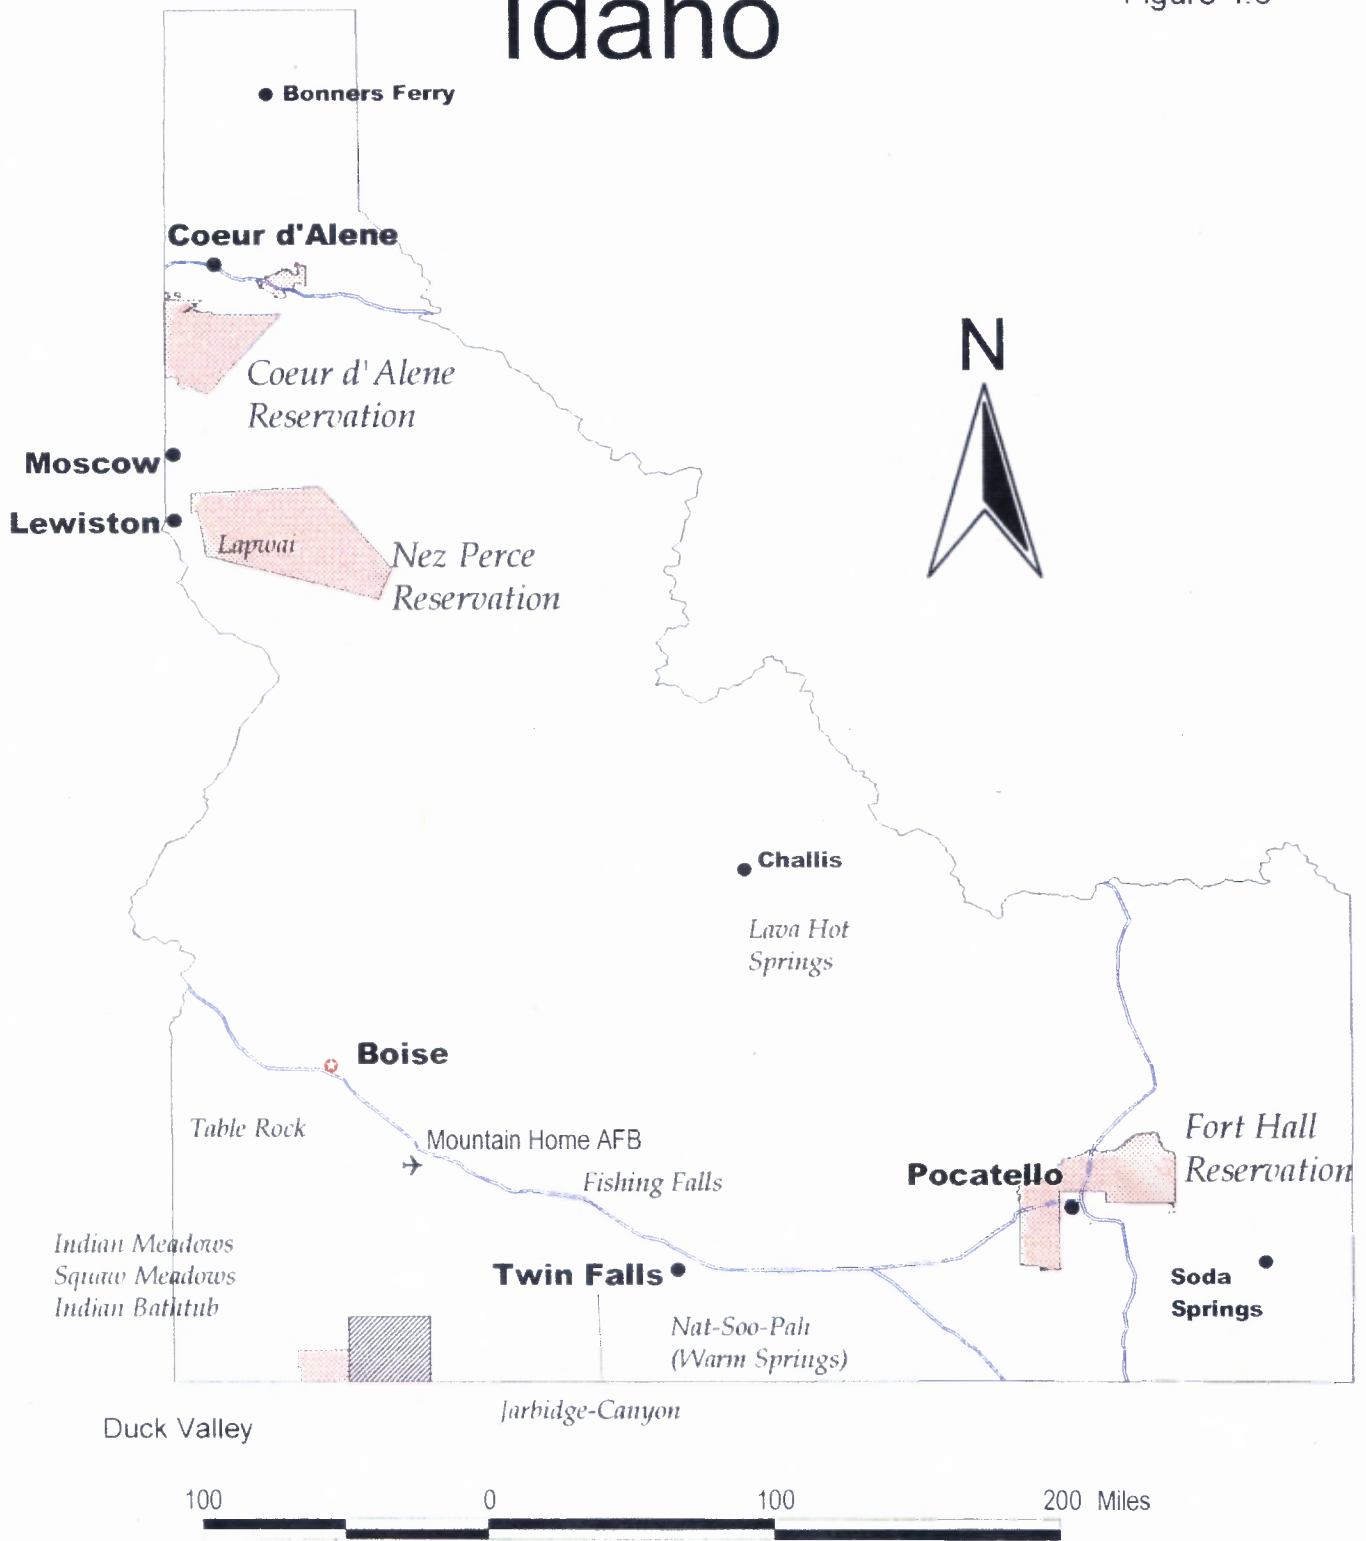 Idaho
Bonners Ferry
Coeur d'Alene
Coeur d' Alene
Reservation
N
Moscow
Lewiston
Lapwai
Nez Perce
Reservation
Challis
Lava Hot
Springs
Boise
Table Rock
Mountain Home AFB
Fishing Falls
Fort Hall
Reservation
Pocatello
Indian Meadows
Squaw Meadows
Indian Bathtub
Twin Falls
Soda
Springs
Nat-Soo-Pah
(Warm Springs)
Jarbidge-Canyon
Duck Valley
100 0 100 200 Miles